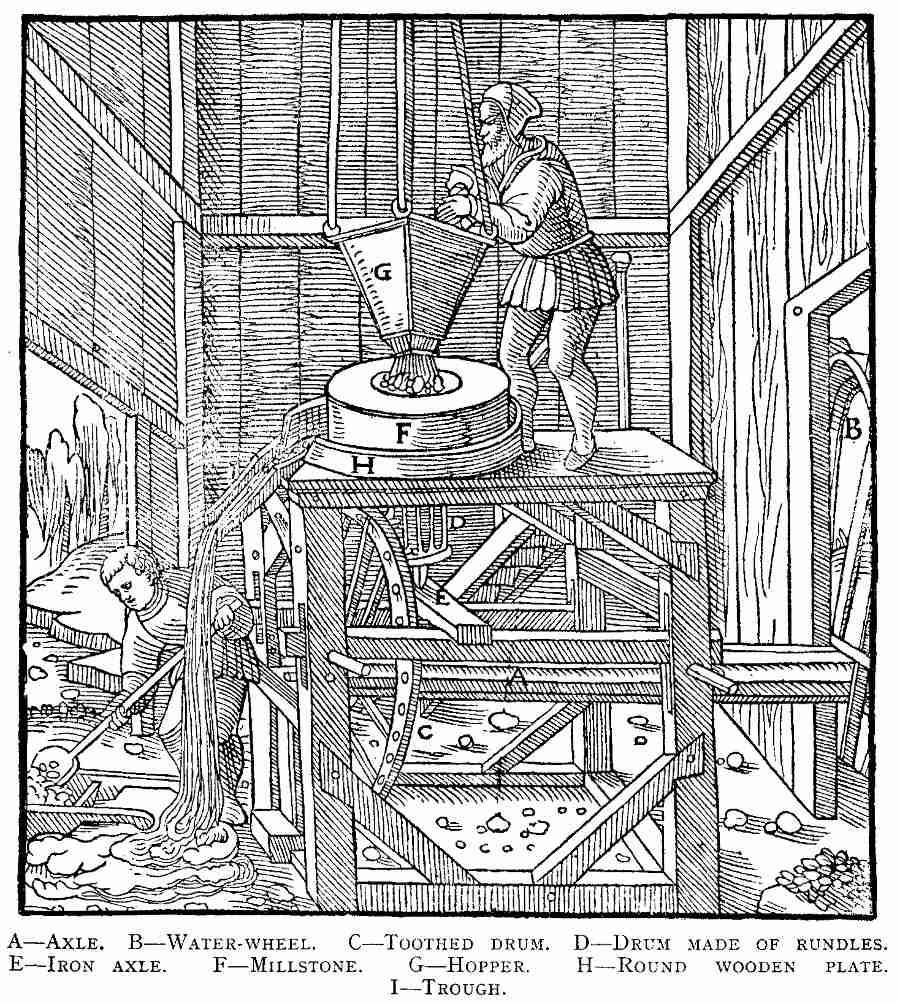 G
B
F
H
D
E
A
C
A—Axle. B—Water-wheel. C—Toothed drum. D—Drum made of rundles.
E—Iron axle. F—Millstone. G—Hopper. H—Round wooden plate.
I—Trough.